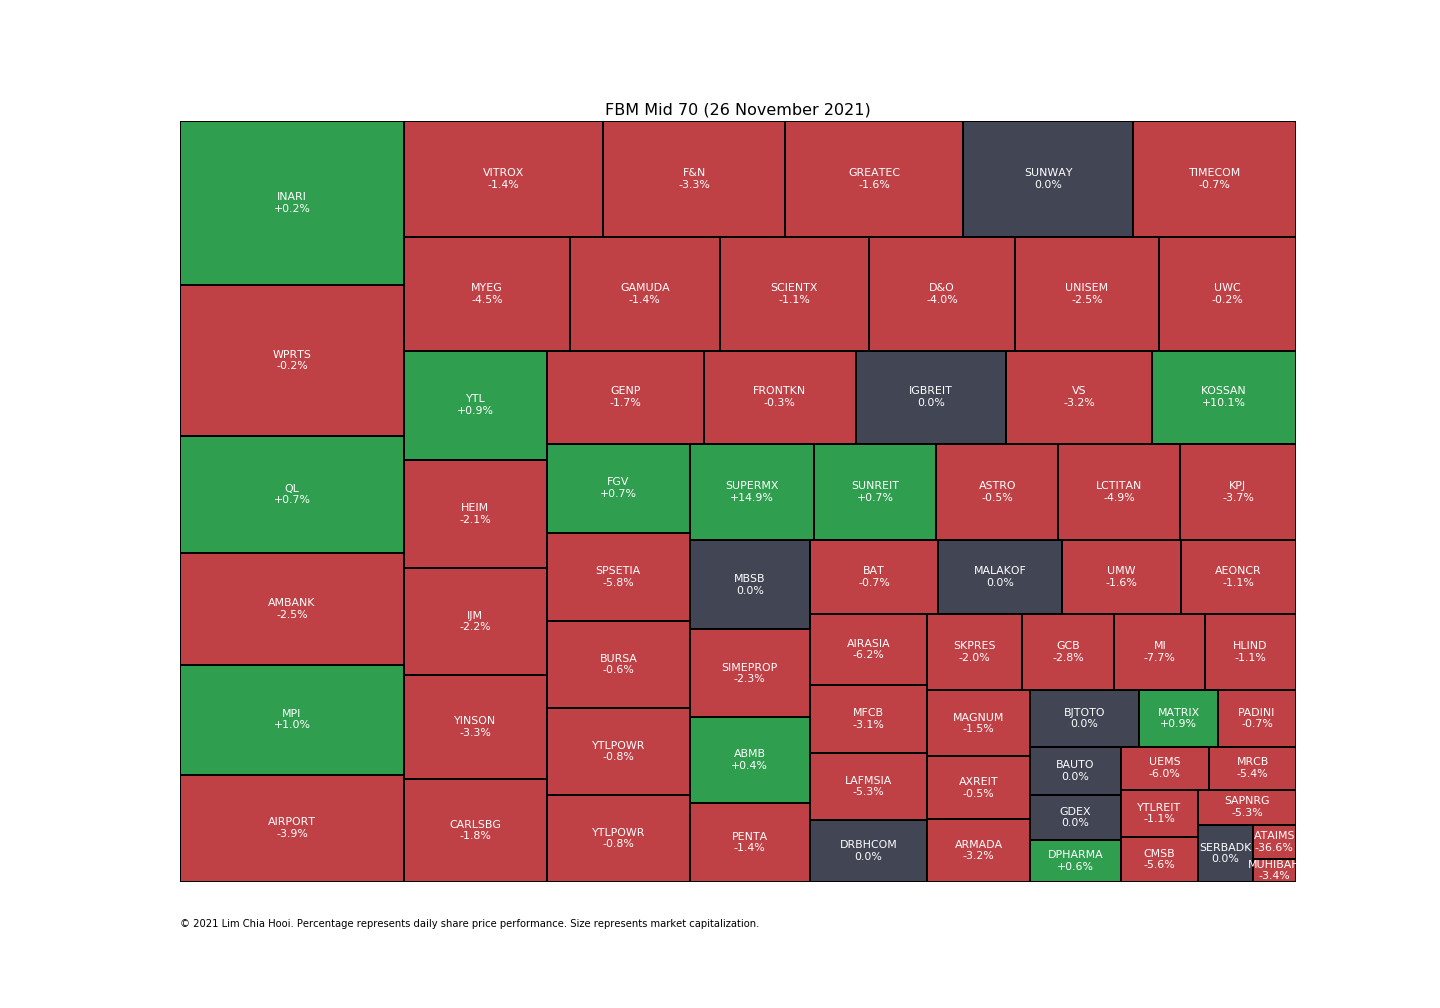 FBM Mid 70 (26 November 2021)
INARI
+0.2%
WPRTS
-0.2%
QL
+0.7%
AMBANK
-2.5%
MPI
+1.0%
AIRPORT
-3.9%
VITROX
-1.4%
F&N
-3.3%
GREATEC
-1.6%
SUNWAY
0.0%
TIMECOM
-0.7%
MYEG
-4.5%
GAMUDA
-1.4%
SCIENTX
-1.1%
D&O
-4.0%
UNISEM
-2.5%
UWC
-0.2%
YTL
+0.9%
HEIM
-2.1%
IJM
-2.2%
YINSON
-3.3%
CARLSBG
-1.8%
GENP
-1.7%
FRONTKN
-0.3%
IGBREIT
0.0%
VS
-3.2%
KOSSAN
+10.1%
FGV
+0.7%
SPSETIA
-5.8%
BURSA
-0.6%
YTLPOWR
-0.8%
YTLPOWR
-0.8%
SUPERMX
+14.9%
SUNREIT
+0.7%
ASTRO
-0.5%
LCTITAN
-4.9%
KPJ
-3.7%
MBSB
0.0%
SIMEPROP
-2.3%
ABMB
+0.4%
PENTA
-1.4%
BAT
-0.7%
MALAKOF
0.0%
UMW
-1.6%
AEONCR
-1.1%
AIRASIA
-6.2%
MFCB
-3.1%
LAFMSIA
-5.3%
DRBHCOM
0.0%
SKPRES
-2.0%
GCB
-2.8%
MI
-7.7%
HLIND
-1.1%
MAGNUM
-1.5%
AXREIT
-0.5%
ARMADA
-3.2%
BJTOTO
0.0%
MATRIX
+0.9%
PADINI
-0.7%
BAUTO
0.0%
GDEX
0.0%
DPHARMA
+0.6%
UEMS
-6.0%
MRCB
-5.4%
YTLREIT
-1.1%
CMSB
-5.6%
SAPNRG
-5.3%
SERBADK
0.0%
ATAIMS
-36.6%
MUHIBAH
-3.4%
© 2021 Lim Chia Hooi. Percentage represents daily share price performance. Size represents market capitalization.